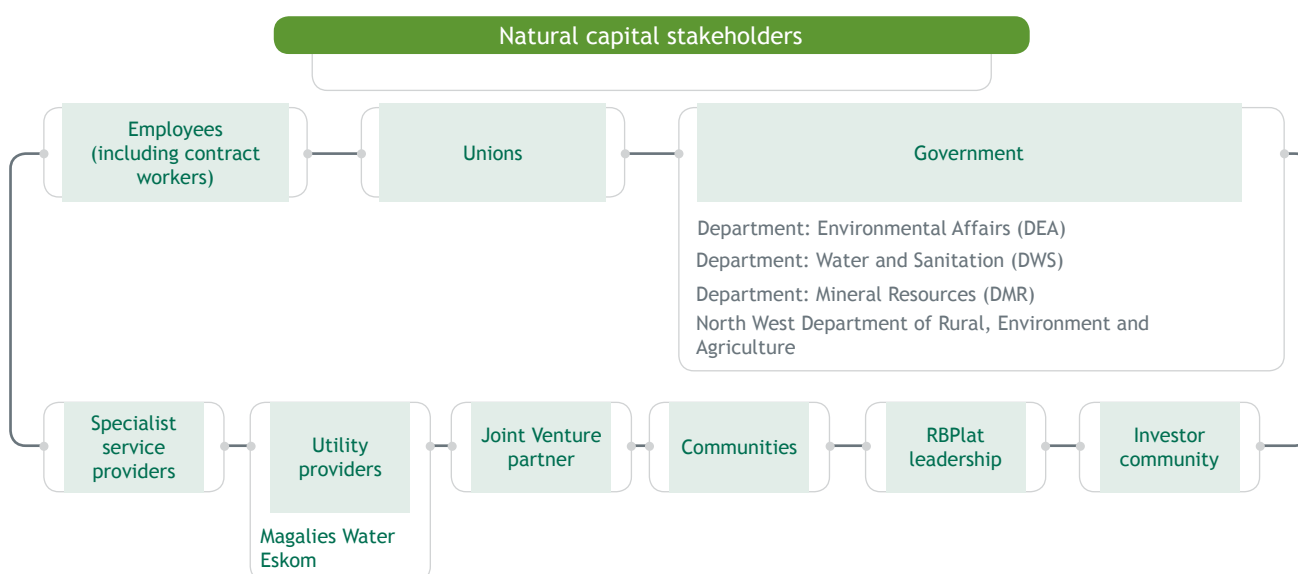 Natural capital stakeholders
Employees
(including contract
workers)
Unions
Government
Department: Environmental Affairs (DEA)
Department: Water and Sanitation (DWS)
Department: Mineral Resources (DMR)
North West Department of Rural, Environment and
Agriculture
Specialist
service
providers
Utility
providers
Magalies Water
Eskom
Joint Venture
partner
Communities
RBPlat
leadership
Investor
community